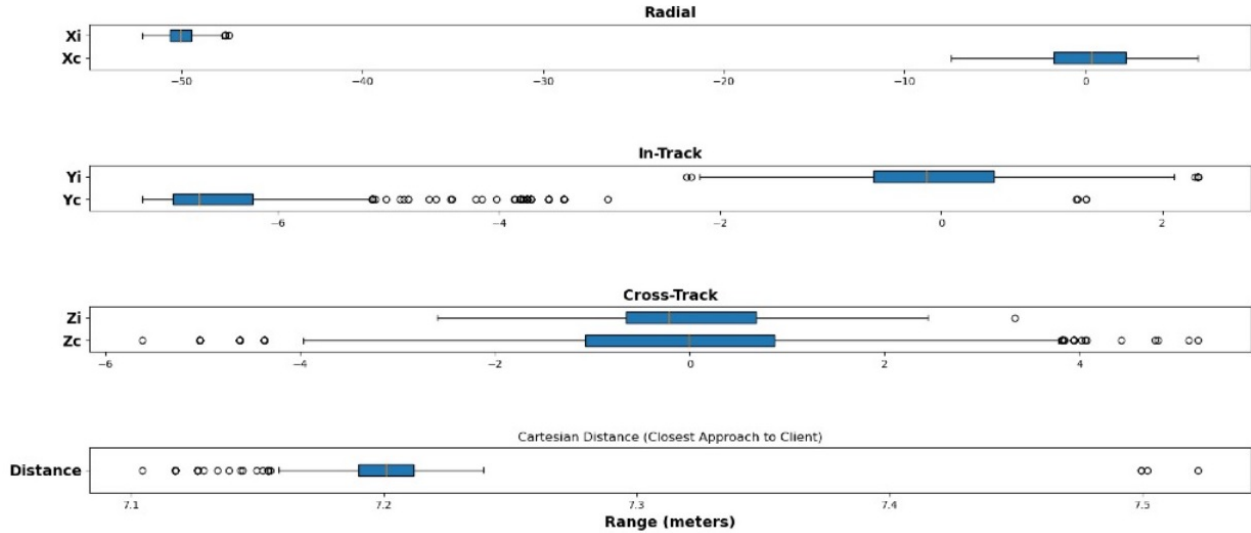 Radial
Xi
Xc
−50 −40 −30 −20 −10 0
In-Track
Yi
Yc
−6 −4 −2 0 2
Cross-Track
Zi
Zc
−6 −4 −2 0 2 4
Cartesian Distance (Closest Approach to Client)
Distance
7.1 7.2 7.3 7.4 7.5
Range (meters)